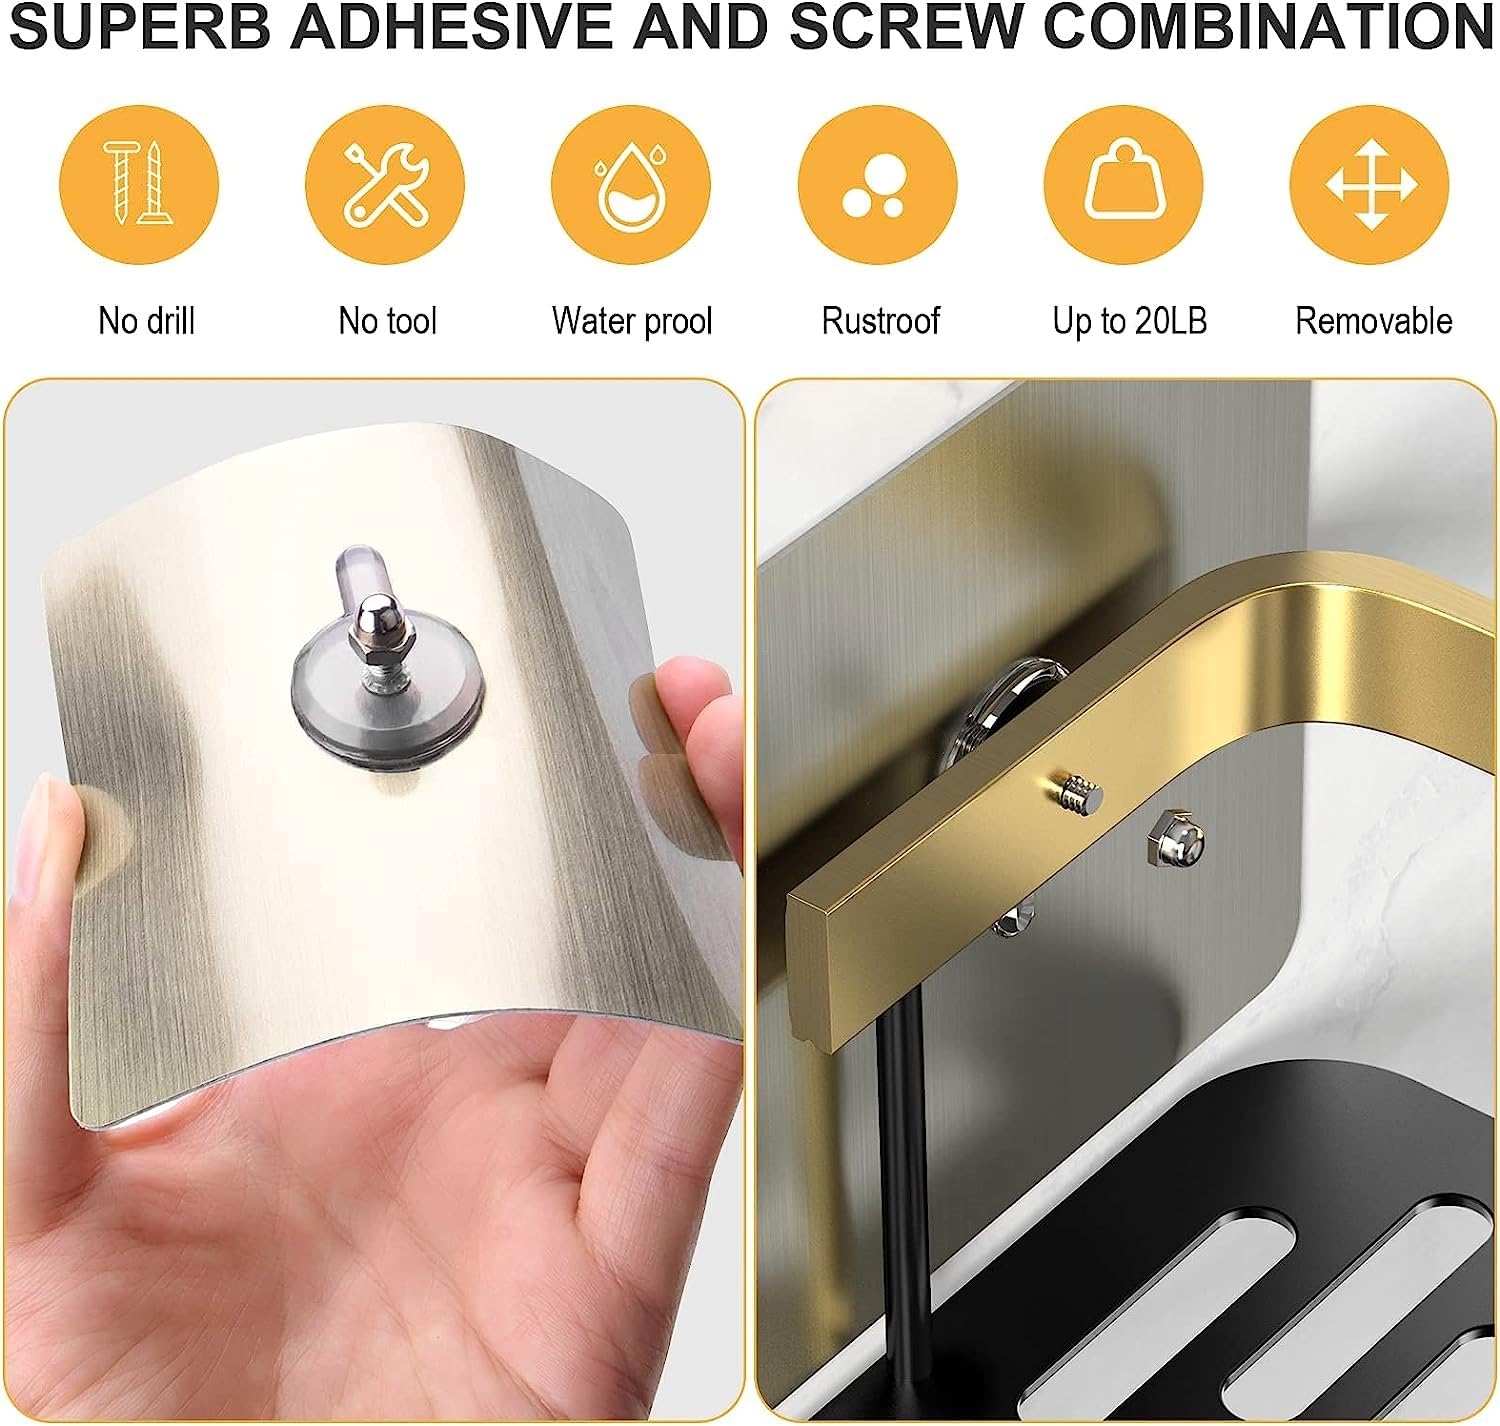 SUPERB ADHESIVE AND SCREW COMBINATION
No drill
No tool
Water prool
Rustroof
Up to 20LB
Removable